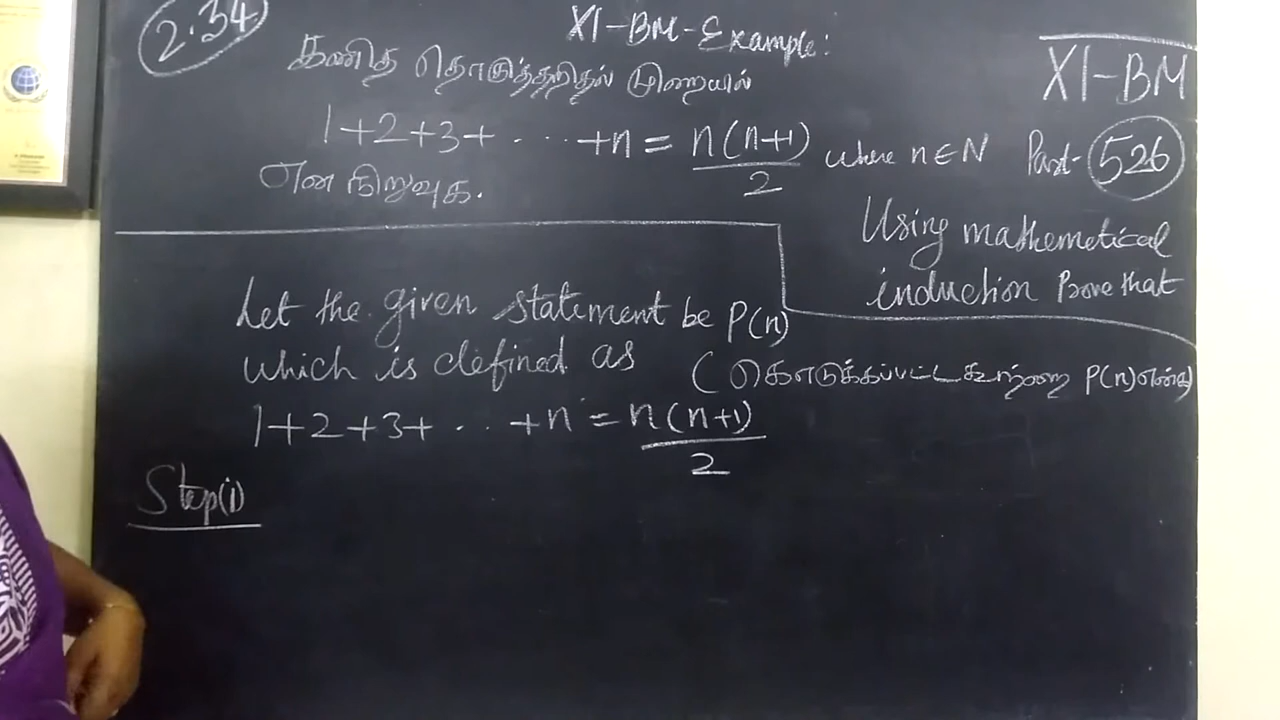 2.34
XI-BM-Example:
கணித தொகுத்தறிதல் முறையில்
1+2+3+ . ... +n = n(n+1)/2 where n∈N
என நிறுவுக.
XI-BM
Part- 526
Using mathemetical
induction Prove that
Let the given statement be P(n)
which is defined as
(கொடுக்கப்பட்ட கூற்றை P(n) என்க)
1+2+3+ . .. +n = n(n+1)/2
Step(i)